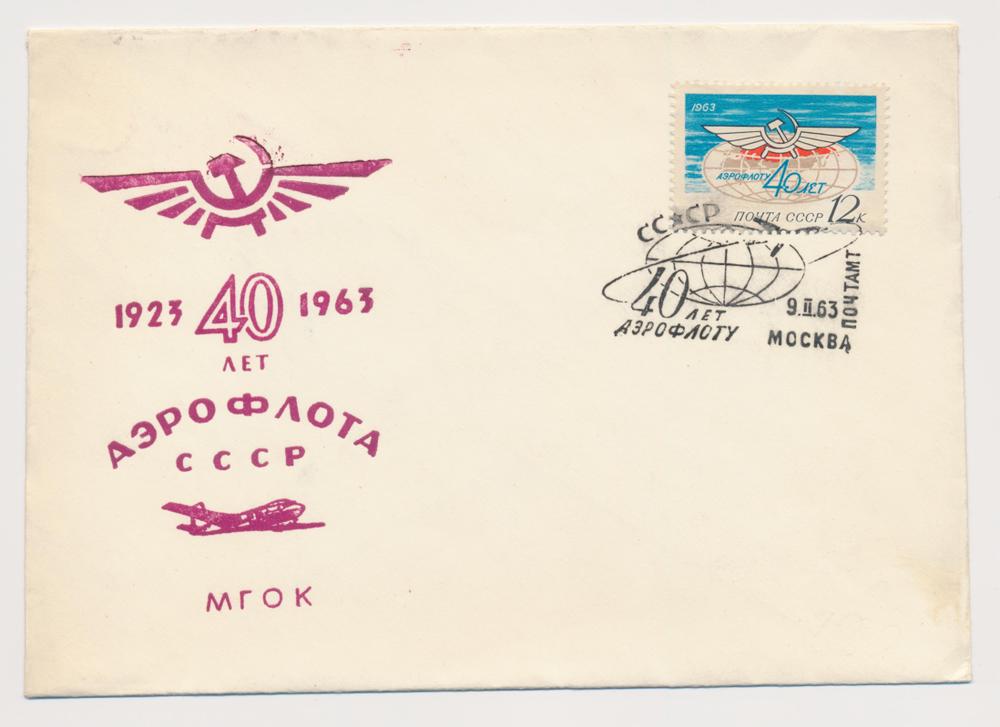 1923 40 1963
ЛЕТ
АЭРОФЛОТА
СССР
МГОК
1963
АЭРОФЛОТУ 40 ЛЕТ
ПОЧТА СССР 12 К
СССР
40 ЛЕТ
АЭРОФЛОТУ
9.II.63
МОСКВА
ПОЧТАМТ